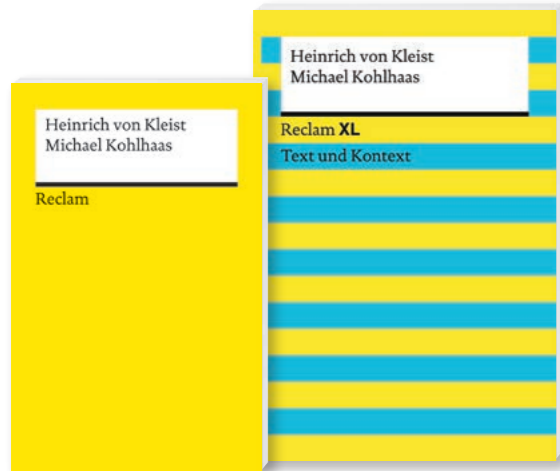 Heinrich von Kleist
Michael Kohlhaas
Reclam
Heinrich von Kleist
Michael Kohlhaas
Reclam XL
Text und Kontext